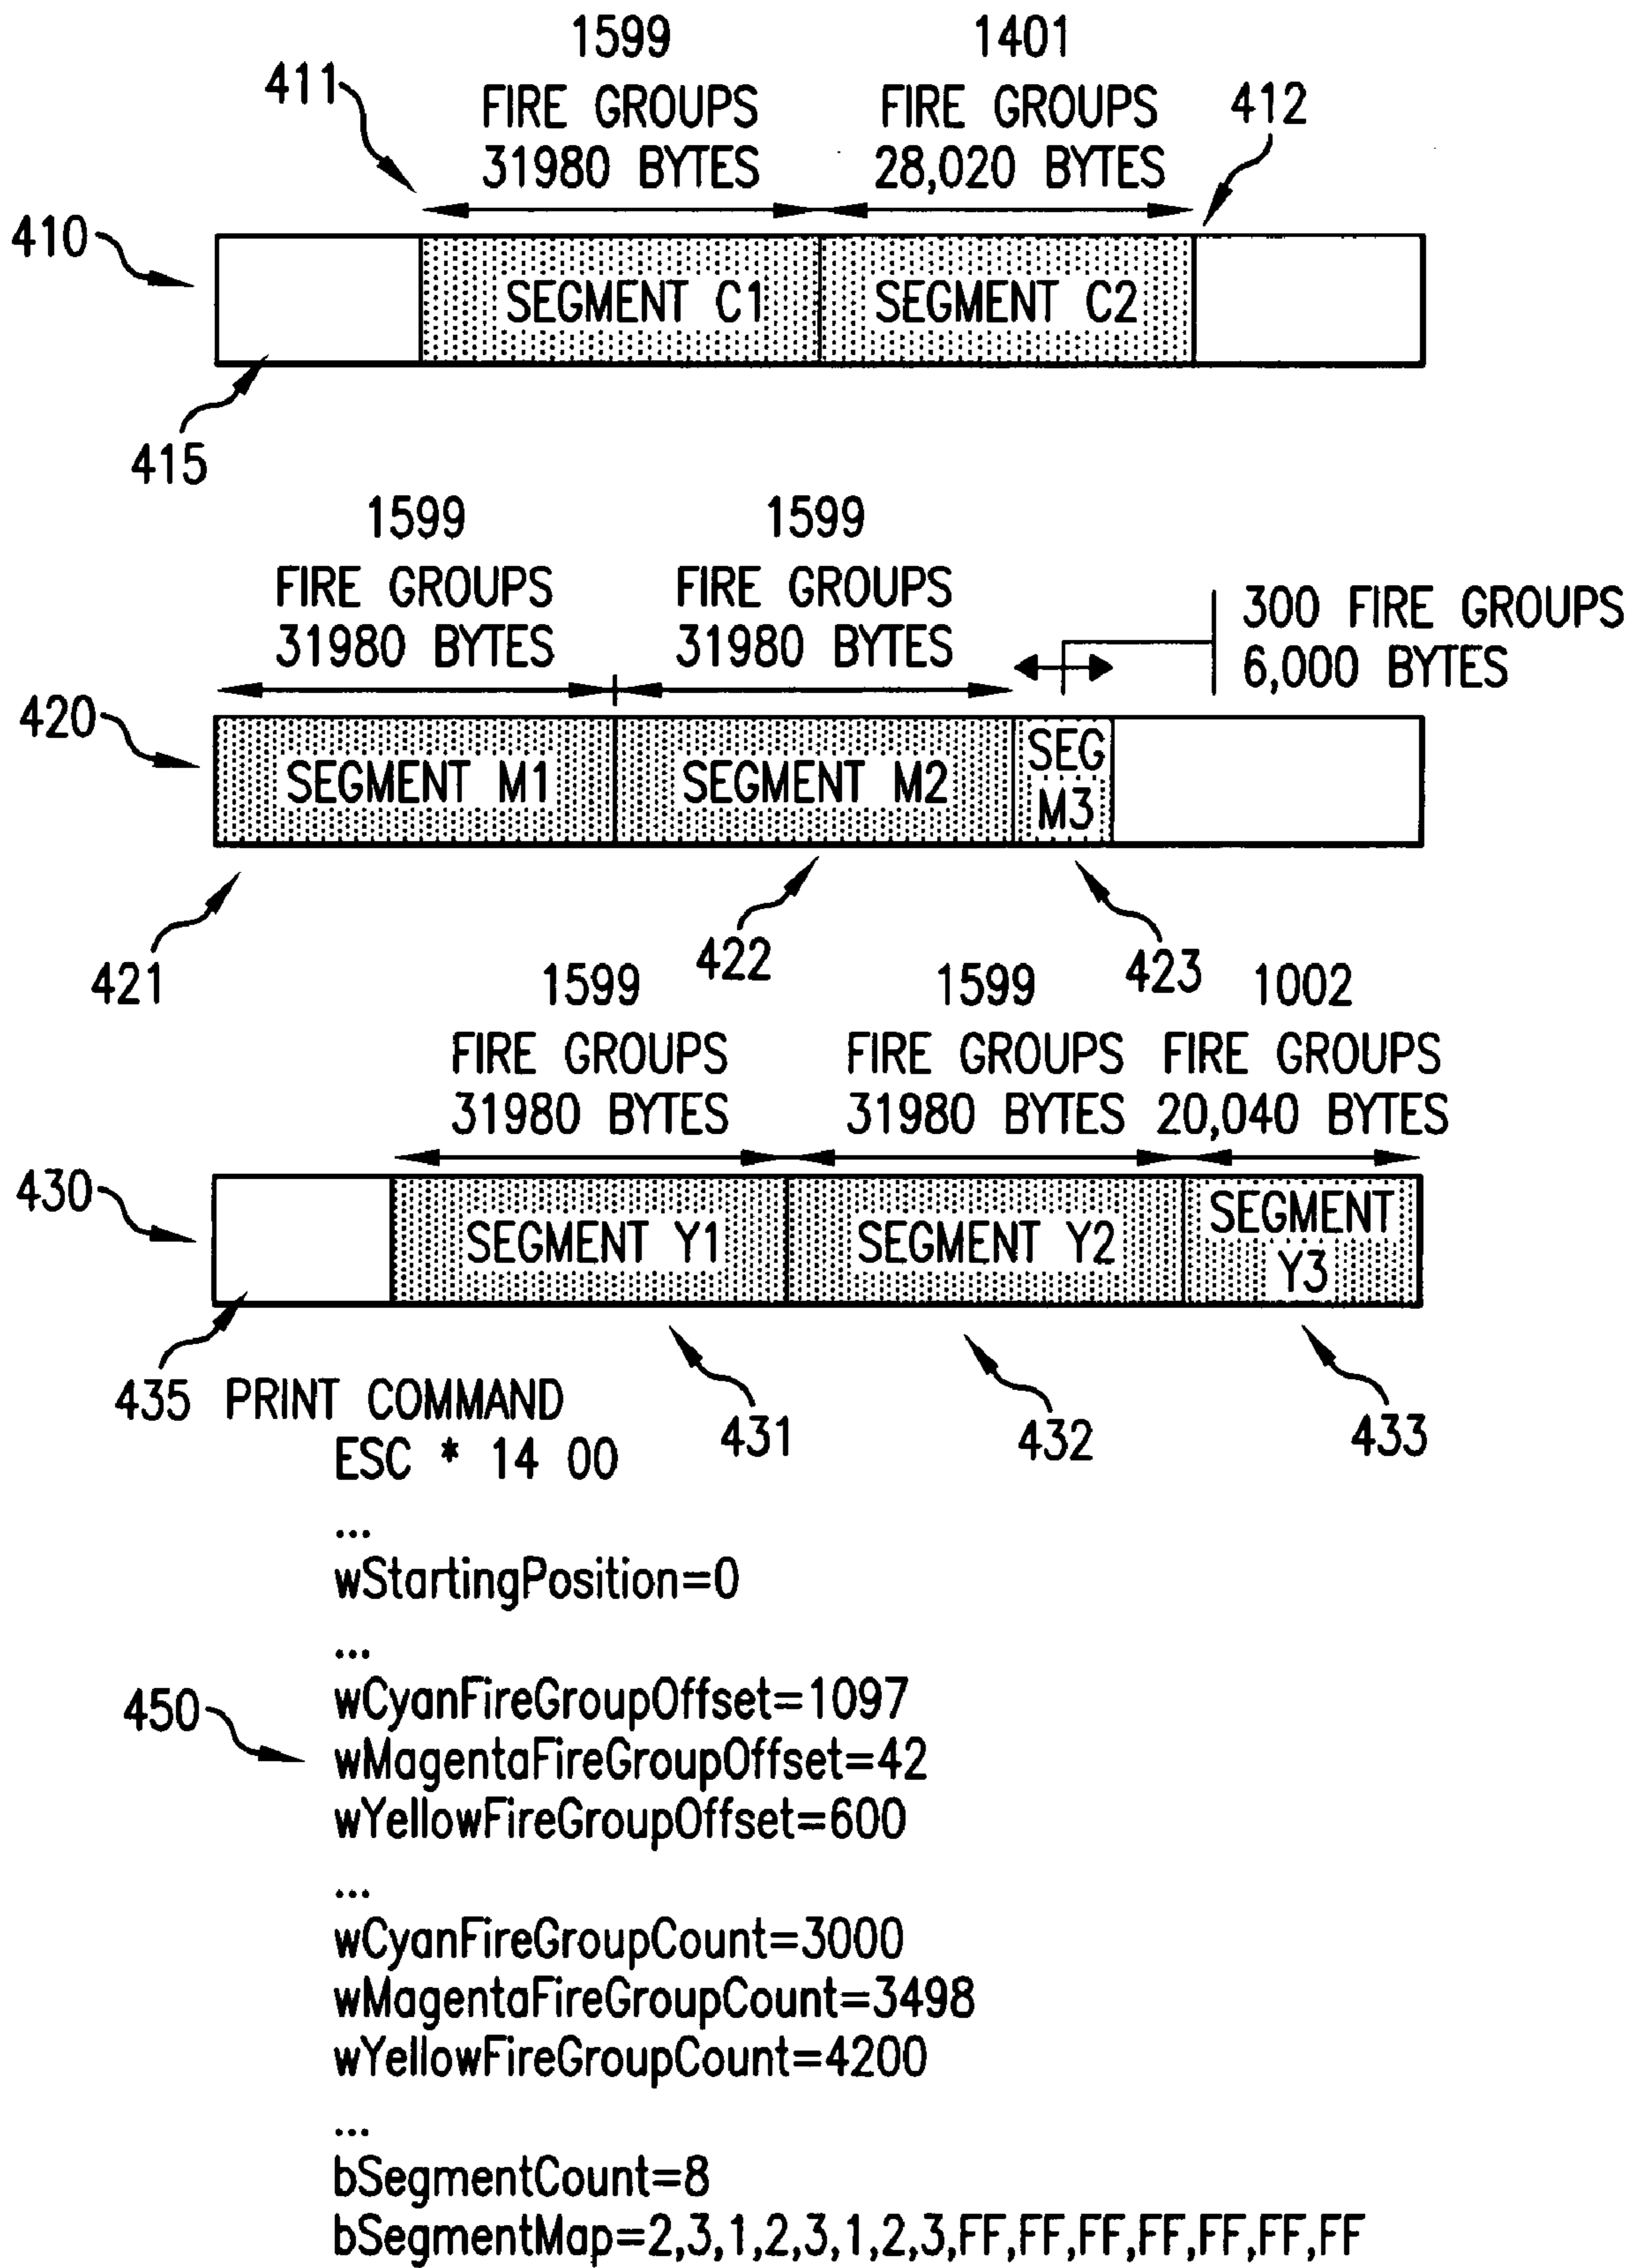 1599
FIRE GROUPS
31980 BYTES
1401
FIRE GROUPS
28,020 BYTES
411
412
410
SEGMENT C1
SEGMENT C2
415
1599
FIRE GROUPS
31980 BYTES
1599
FIRE GROUPS
31980 BYTES
300 FIRE GROUPS
6,000 BYTES
420
SEGMENT M1
SEGMENT M2
SEG
M3
421
422
423
1599
FIRE GROUPS
31980 BYTES
1599
FIRE GROUPS
31980 BYTES
1002
FIRE GROUPS
20,040 BYTES
430
SEGMENT Y1
SEGMENT Y2
SEGMENT
Y3
435
431
432
433
PRINT COMMAND
ESC * 14 00
...
wStartingPosition=0
...
450
wCyanFireGroupOffset=1097
wMagentaFireGroupOffset=42
wYellowFireGroupOffset=600
...
wCyanFireGroupCount=3000
wMagentaFireGroupCount=3498
wYellowFireGroupCount=4200
...
bSegmentCount=8
bSegmentMap=2,3,1,2,3,1,2,3,FF,FF,FF,FF,FF,FF,FF